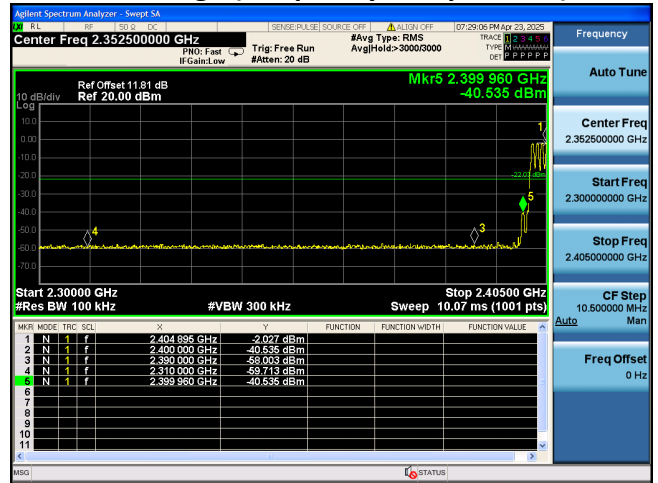 Agilent Spectrum Analyzer - Swept SA
LXI RL RF 50 Ω DC SENSE:PULSE SOURCE OFF ALIGN OFF 07:29:06 PM Apr 23, 2025
Center Freq 2.352500000 GHz
PNO: Fast
IFGain:Low
Trig: Free Run
#Atten: 20 dB
#Avg Type: RMS
Avg|Hold:>3000/3000
TRACE 1 2 3 4 5 6
TYPE M
DET P P P P P P
Ref Offset 11.81 dB
10 dB/div Ref 20.00 dBm
Log
Mkr5 2.399 960 GHz
-40.535 dBm
10.0
0.00
-10.0
-20.0
-30.0
-40.0
-50.0
-60.0
-70.0
1
-22.03 dBm
5
3
4
Start 2.30000 GHz Stop 2.40500 GHz
#Res BW 100 kHz #VBW 300 kHz Sweep 10.07 ms (1001 pts)
MKR MODE TRC SCL X Y FUNCTION FUNCTION WIDTH FUNCTION VALUE
1 N 1 f 2.404 895 GHz -2.027 dBm
2 N 1 f 2.400 000 GHz -40.535 dBm
3 N 1 f 2.390 000 GHz -58.003 dBm
4 N 1 f 2.310 000 GHz -59.713 dBm
5 N 1 f 2.399 960 GHz -40.535 dBm
6
7
8
9
10
11
MSG STATUS
Frequency
Auto Tune
Center Freq
2.352500000 GHz
Start Freq
2.300000000 GHz
Stop Freq
2.405000000 GHz
CF Step
10.500000 MHz
Auto Man
Freq Offset
0 Hz